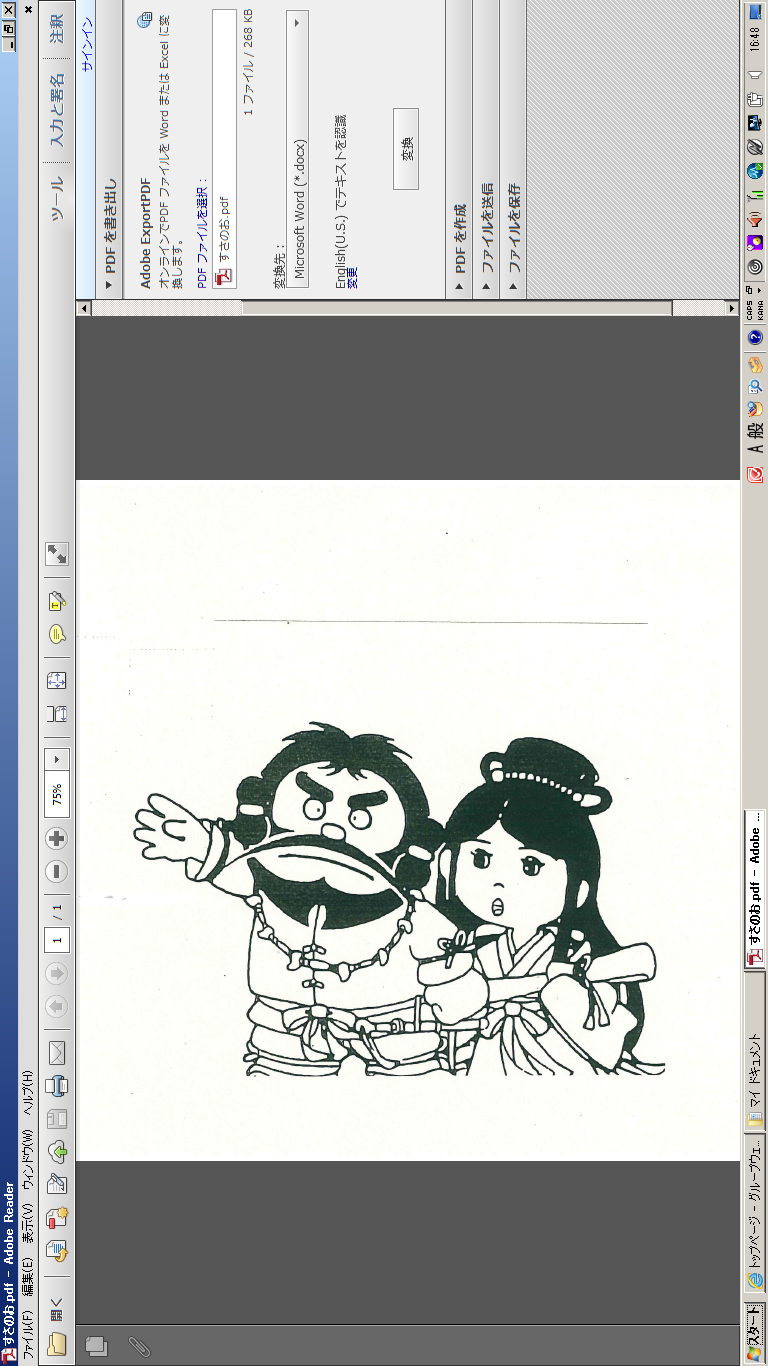 すさのお.pdf - Adobe Reader
ファイル(F) 編集(E) 表示(V) ウィンドウ(W) ヘルプ(H)
開く
1 / 1
75%
ツール 入力と署名 注釈
サインイン
▼ PDF を書き出し
Adobe ExportPDF
オンラインでPDF ファイルを Word または Excel に変
換します。
PDF ファイルを選択：
すさのお.pdf
1 ファイル / 268 KB
変換先：
Microsoft Word (*.docx)
English(U.S.) でテキストを認識
変更
変換
▶ PDF を作成
▶ ファイルを送信
▶ ファイルを保存
スタート
トップページ - グループウェ...
マイ ドキュメント
すさのお.pdf - Adobe ...
A 般
CAPS
KANA
16:48